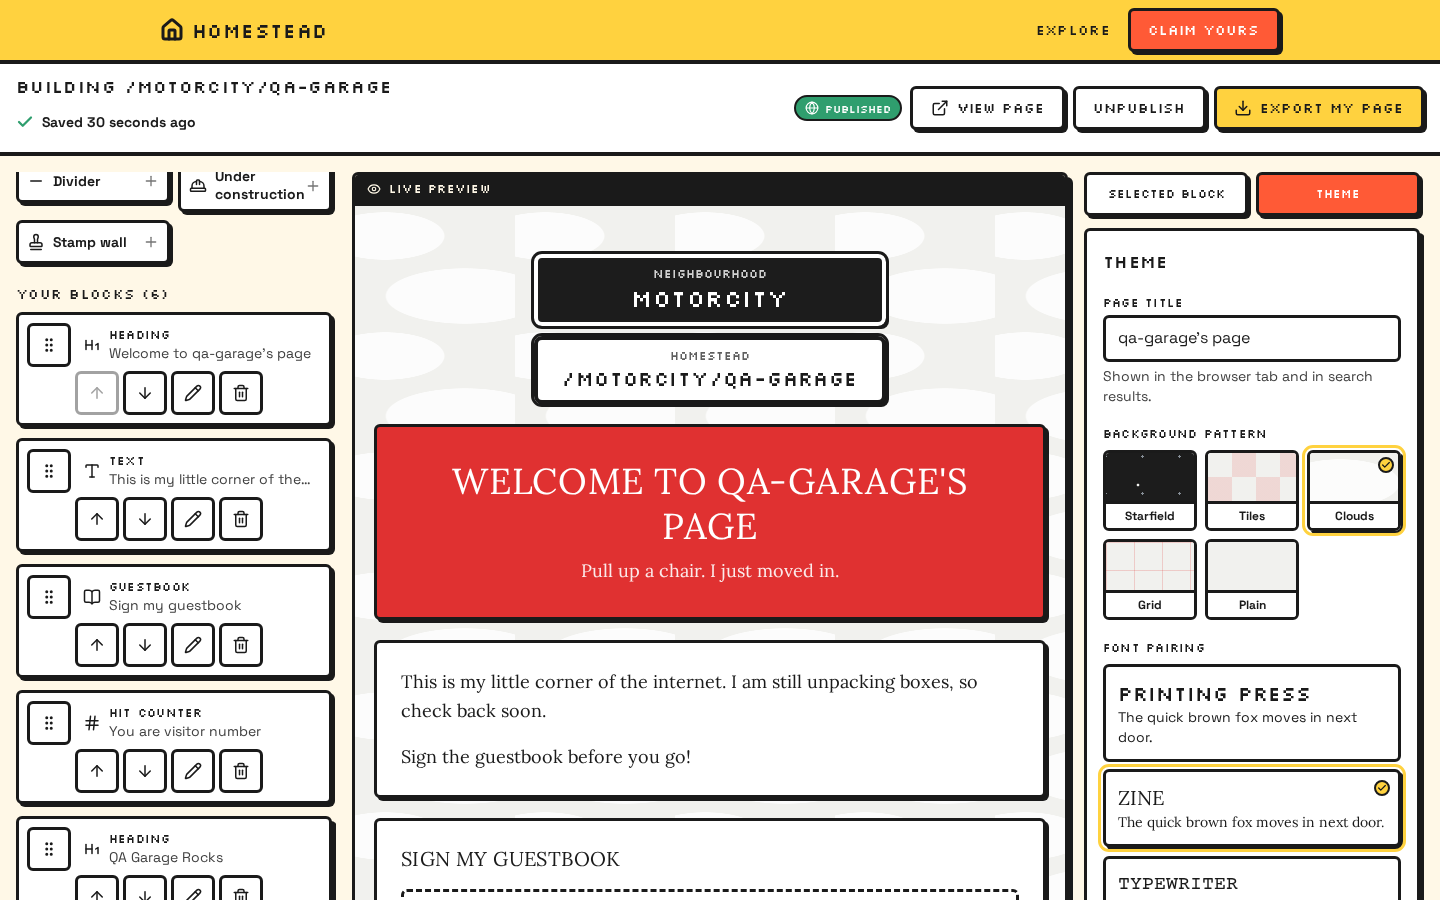 HOMESTEAD
EXPLORE
CLAIM YOURS
BUILDING /MOTORCITY/QA-GARAGE
Saved 30 seconds ago
PUBLISHED
VIEW PAGE
UNPUBLISH
EXPORT MY PAGE
Divider
Under
construction
Stamp wall
YOUR BLOCKS (6)
HEADING
H1
Welcome to qa-garage's page
TEXT
This is my little corner of the...
GUESTBOOK
Sign my guestbook
HIT COUNTER
You are visitor number
HEADING
H1
QA Garage Rocks
LIVE PREVIEW
NEIGHBOURHOOD
MOTORCITY
HOMESTEAD
/MOTORCITY/QA-GARAGE
WELCOME TO QA-GARAGE'S
PAGE
Pull up a chair. I just moved in.
This is my little corner of the internet. I am still unpacking boxes, so
check back soon.
Sign the guestbook before you go!
SIGN MY GUESTBOOK
SELECTED BLOCK
THEME
THEME
PAGE TITLE
qa-garage's page
Shown in the browser tab and in search
results.
BACKGROUND PATTERN
Starfield
Tiles
Clouds
Grid
Plain
FONT PAIRING
PRINTING PRESS
The quick brown fox moves in next
door.
ZINE
The quick brown fox moves in next door.
TYPEWRITER